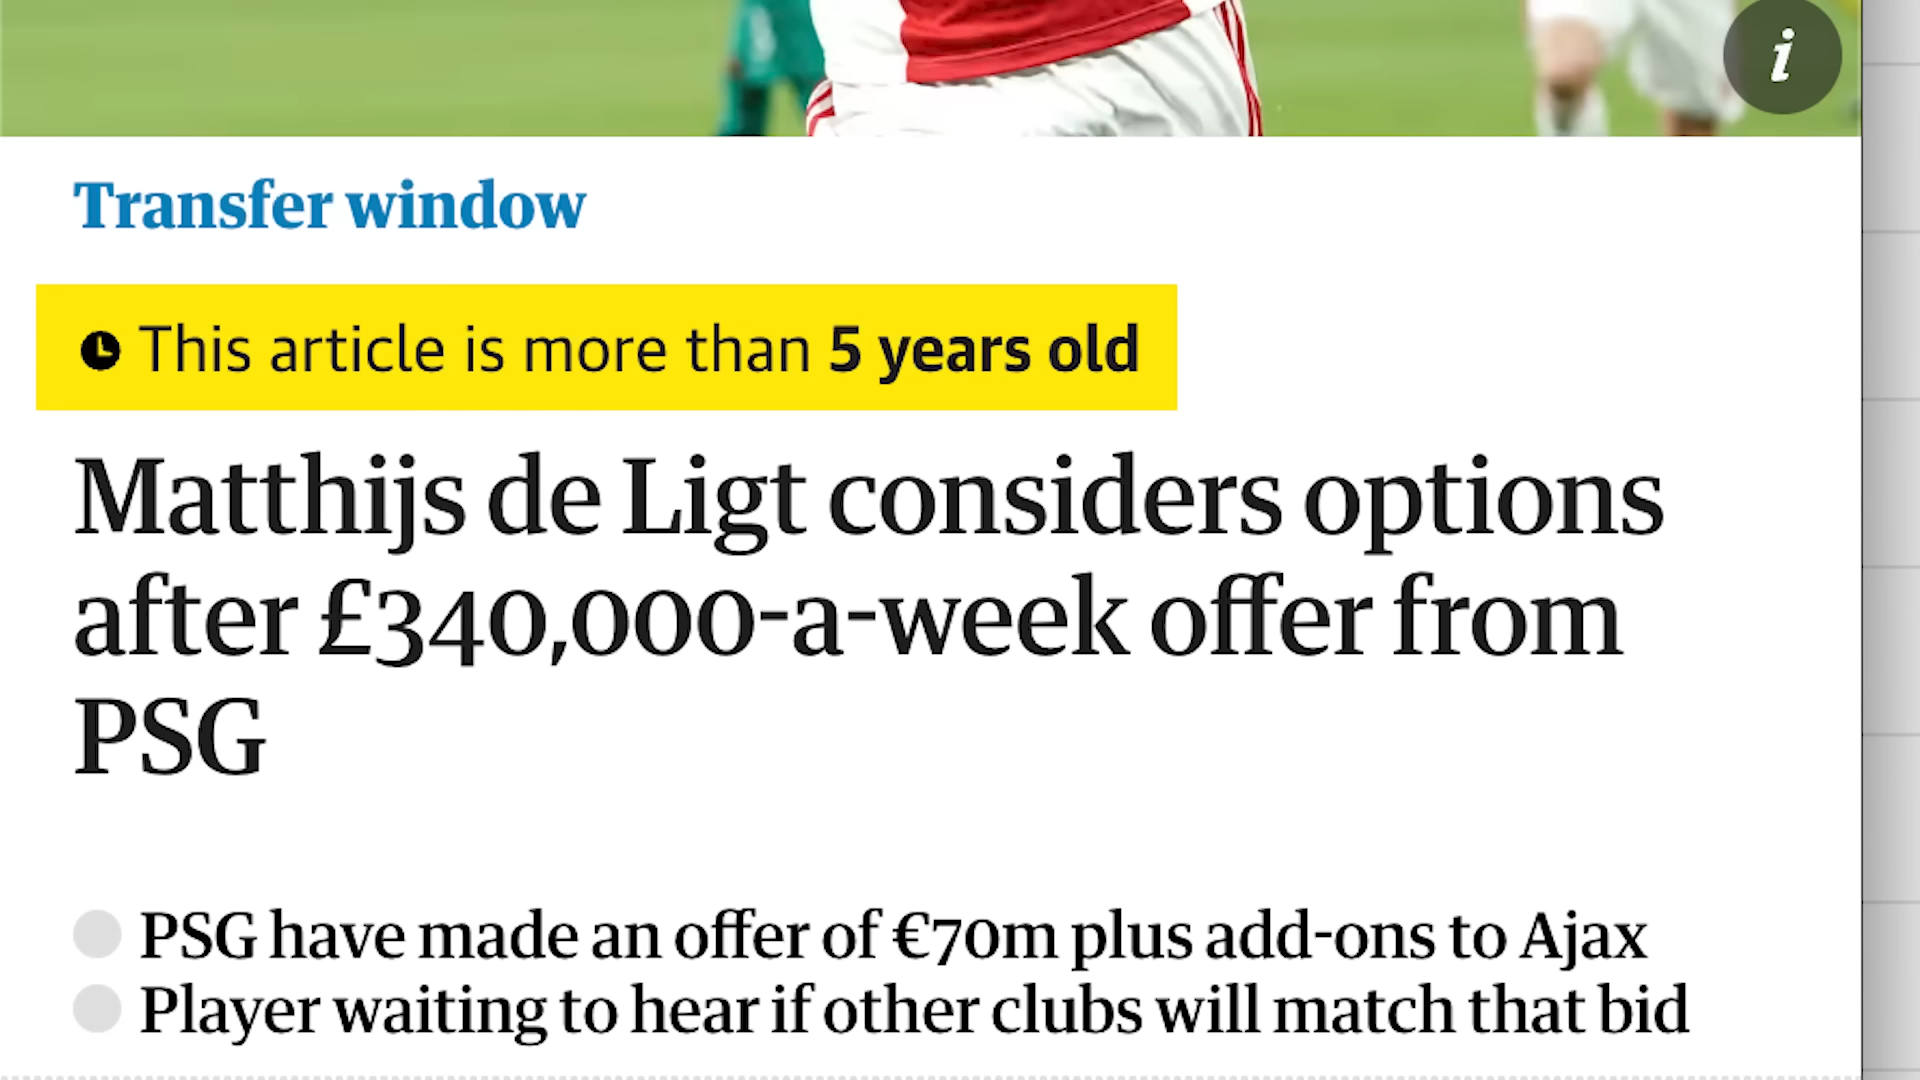 i
Transfer window
This article is more than 5 years old
Matthijs de Ligt considers options
after £340,000-a-week offer from
PSG
PSG have made an offer of €70m plus add-ons to Ajax
Player waiting to hear if other clubs will match that bid